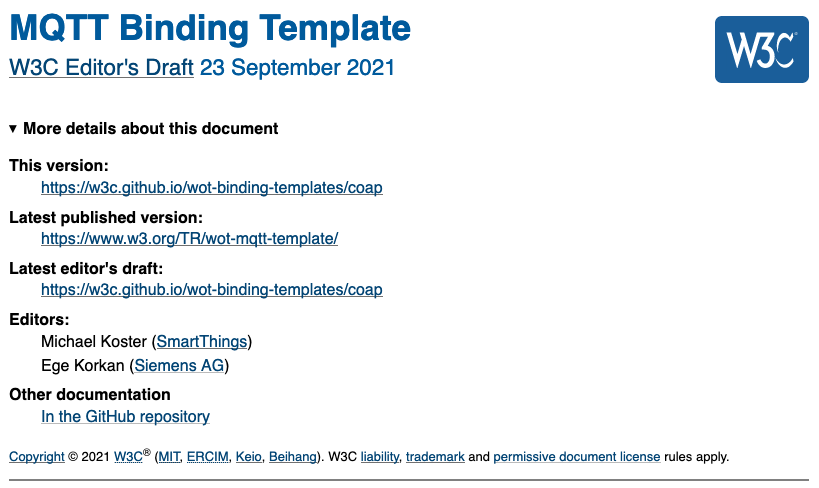 MQTT Binding Template
W3C
W3C Editor's Draft 23 September 2021
▾ More details about this document
This version:
https://w3c.github.io/wot-binding-templates/coap
Latest published version:
https://www.w3.org/TR/wot-mqtt-template/
Latest editor's draft:
https://w3c.github.io/wot-binding-templates/coap
Editors:
Michael Koster (SmartThings)
Ege Korkan (Siemens AG)
Other documentation
In the GitHub repository
Copyright © 2021 W3C® (MIT, ERCIM, Keio, Beihang). W3C liability, trademark and permissive document license rules apply.